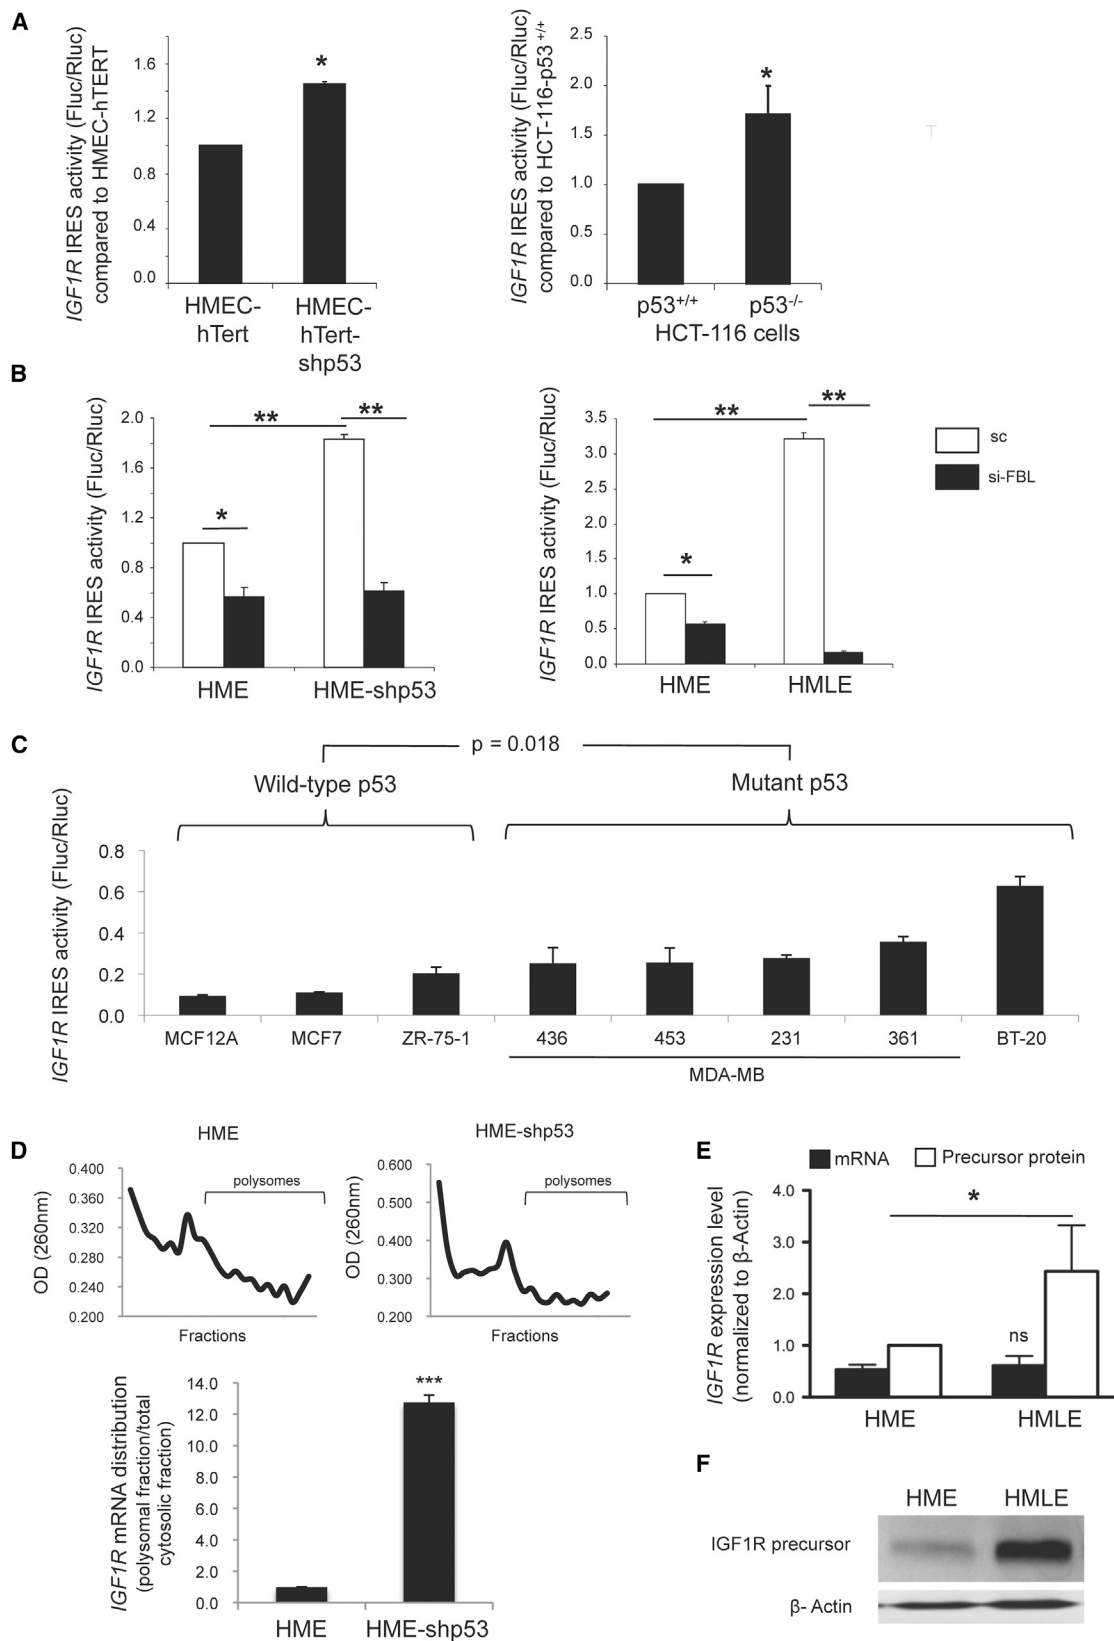 A
IGF1R IRES activity (Fluc/Rluc)
compared to HMEC-hTERT
1.6
1.2
0.8
0.4
0.0
*
HMEC-
hTert
HMEC-
hTert-
shp53
IGF1R IRES activity (Fluc/Rluc)
compared to HCT-116-p53+/+
2.5
2.0
1.5
1.0
0.5
0.0
*
p53+/+
p53-/-
HCT-116 cells
B
IGF1R IRES activity (Fluc/Rluc)
2.0
1.6
1.2
0.8
0.4
0.0
*
**
**
HME
HME-shp53
IGF1R IRES activity (Fluc/Rluc)
3.5
3.0
2.5
2.0
1.5
1.0
0.5
0.0
*
**
**
HME
HMLE
sc
si-FBL
C
p = 0.018
Wild-type p53
Mutant p53
IGF1R IRES activity (Fluc/Rluc)
0.8
0.6
0.4
0.2
0
MCF12A
MCF7
ZR-75-1
436
453
231
361
BT-20
MDA-MB
D
HME
OD (260nm)
0.400
0.360
0.320
0.280
0.240
0.200
polysomes
Fractions
HME-shp53
OD (260nm)
0.600
0.500
0.400
0.300
0.200
polysomes
Fractions
IGF1R mRNA distribution
(polysomal fraction/total
cytosolic fraction)
14.0
12.0
10.0
8.0
6.0
4.0
2.0
0.0
***
HME
HME-shp53
E
mRNA
Precursor protein
IGF1R expression level
(normalized to β-Actin)
4.0
3.0
2.0
1.0
0.0
*
ns
HME
HMLE
F
HME
HMLE
IGF1R precursor
β- Actin